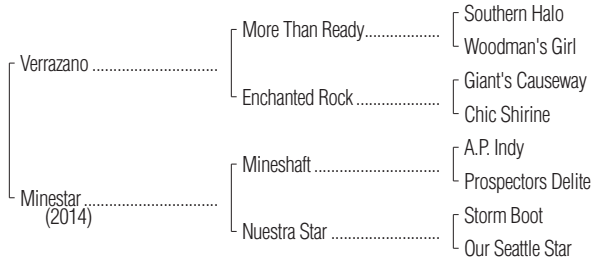 Southern Halo
More Than Ready..................
Woodman's Girl
Verrazano ..............................
Giant's Causeway
Enchanted Rock ....................
Chic Shirine
A.P. Indy
Mineshaft ..............................
Prospectors Delite
Minestar ................................
(2014)
Storm Boot
Nuestra Star ..........................
Our Seattle Star